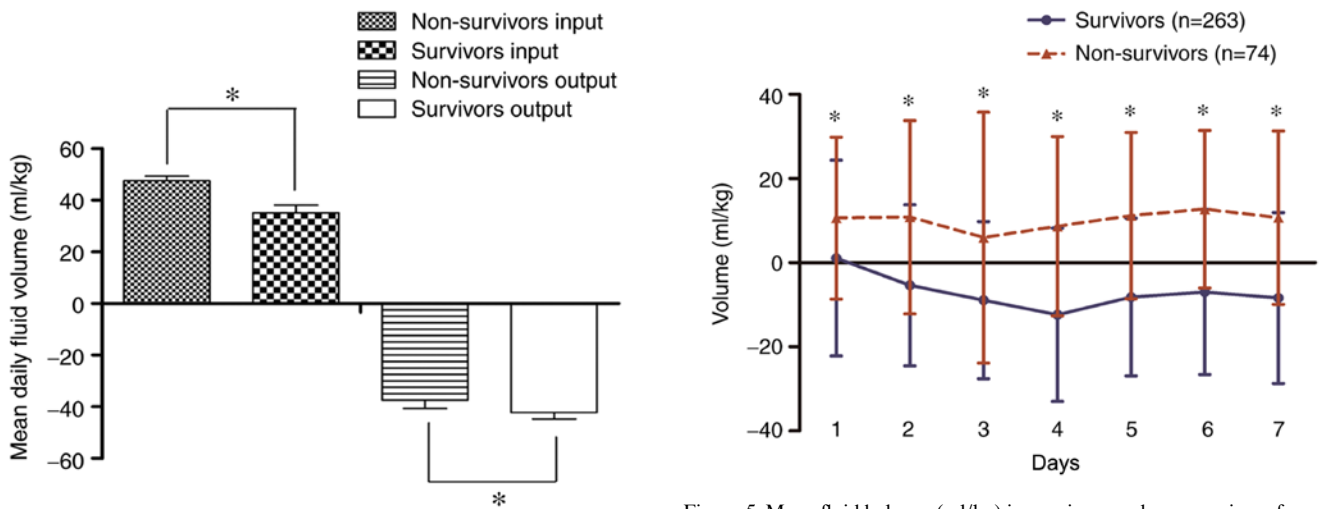 Non-survivors input
Survivors input
Non-survivors output
Survivors output
*
Mean daily fluid volume (ml/kg)
60
40
20
0
−20
−40
−60
*
Survivors (n=263)
Non-survivors (n=74)
Volume (ml/kg)
40
20
0
−20
−40
* * * * * * *
1 2 3 4 5 6 7
Days